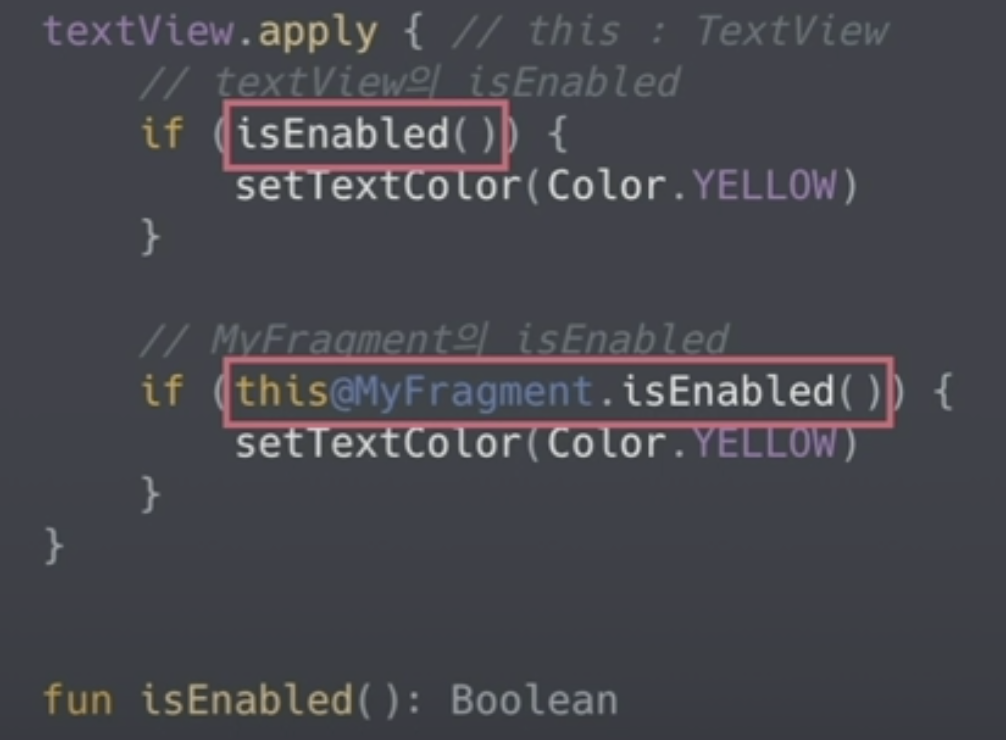 textView.apply { // this : TextView
// textView의 isEnabled
if (isEnabled()) {
setTextColor(Color.YELLOW)
}
// MyFragment의 isEnabled
if (this@MyFragment.isEnabled()) {
setTextColor(Color.YELLOW)
}
}
fun isEnabled(): Boolean